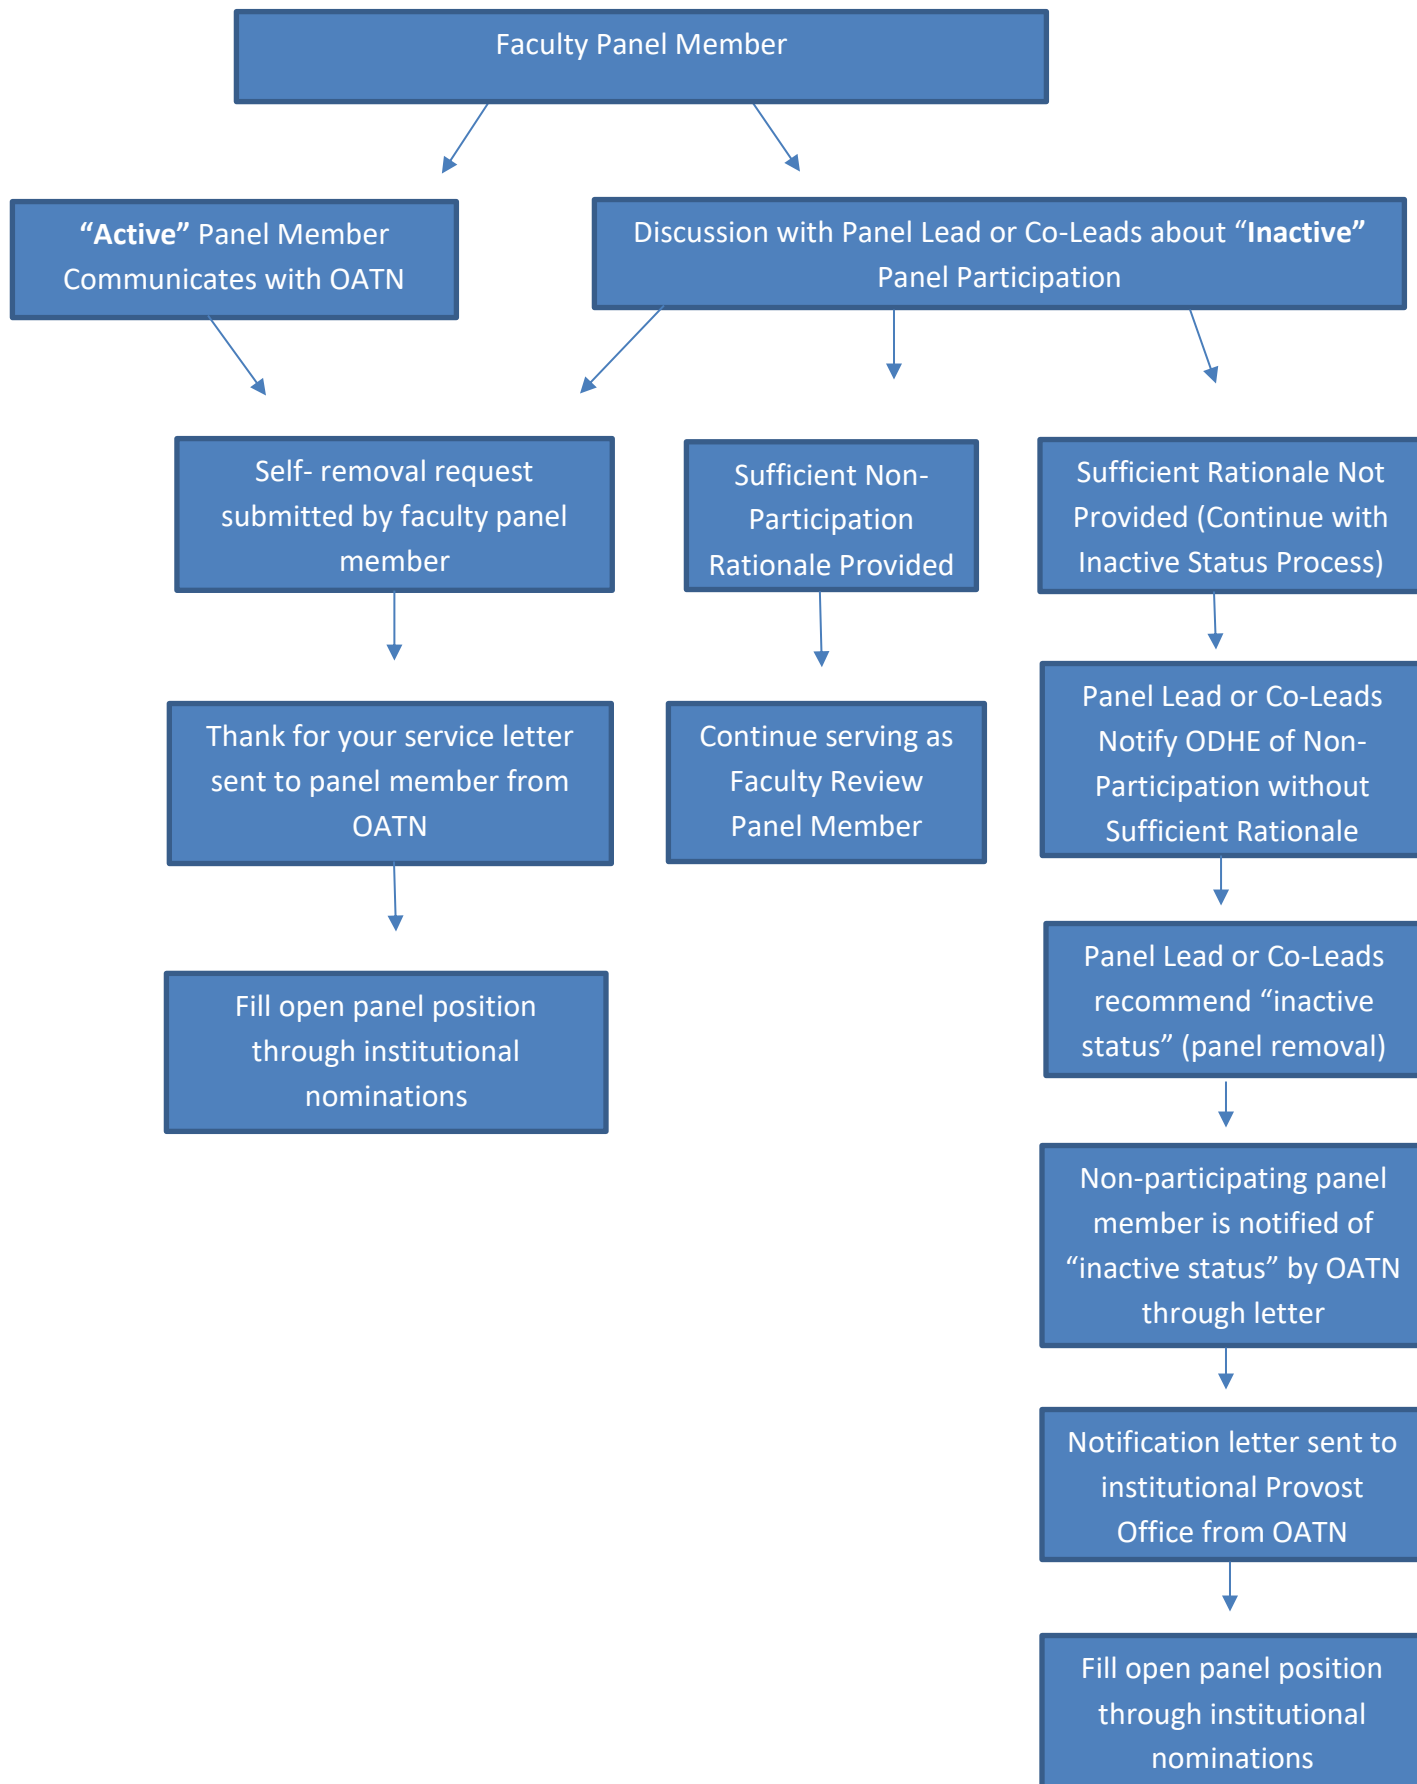 Faculty Panel Member
“Active” Panel Member
Communicates with OATN
Discussion with Panel Lead or Co-Leads about “Inactive”
Panel Participation
Self- removal request
submitted by faculty panel
member
Sufficient Non-
Participation
Rationale Provided
Sufficient Rationale Not
Provided (Continue with
Inactive Status Process)
Thank for your service letter
sent to panel member from
OATN
Continue serving as
Faculty Review
Panel Member
Panel Lead or Co-Leads
Notify ODHE of Non-
Participation without
Sufficient Rationale
Fill open panel position
through institutional
nominations
Panel Lead or Co-Leads
recommend “inactive
status” (panel removal)
Non-participating panel
member is notified of
“inactive status” by OATN
through letter
Notification letter sent to
institutional Provost
Office from OATN
Fill open panel position
through institutional
nominations